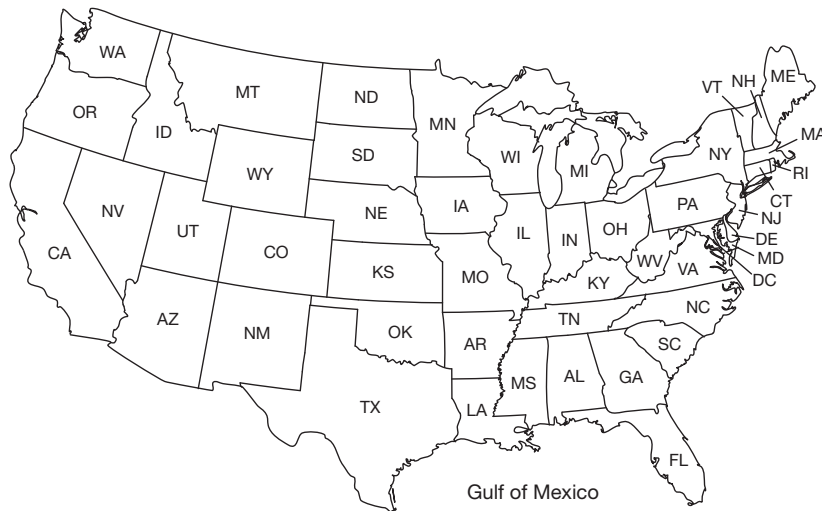 WA
MT
ND
MN
VT
NH
ME
OR
ID
SD
WI
MI
NY
MA
RI
CT
WY
NV
UT
NE
IA
IL
IN
OH
PA
NJ
DE
MD
DC
CA
CO
KS
MO
KY
WV
VA
AZ
NM
OK
AR
TN
NC
SC
TX
LA
MS
AL
GA
FL
Gulf of Mexico